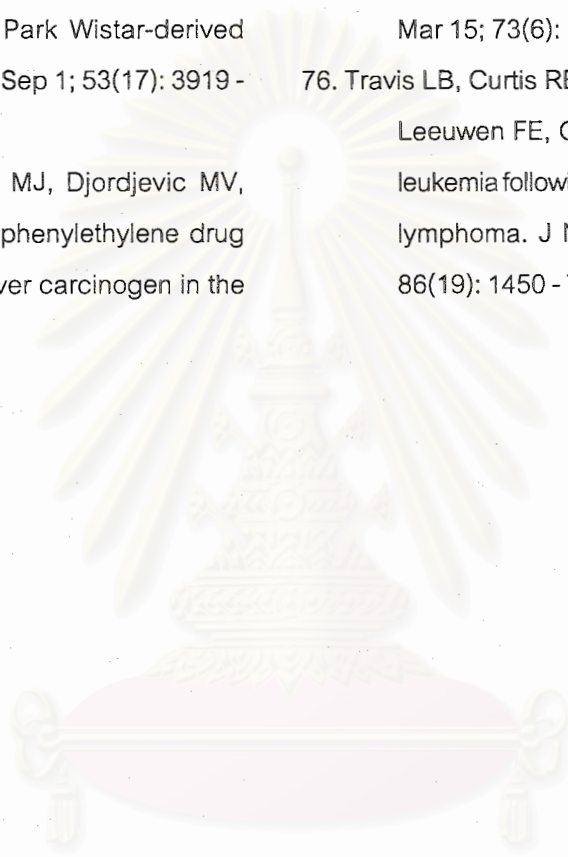 Park Wistar-derived
Sep 1; 53(17): 3919 -
MJ, Djordjevic MV,
phenylethylene drug
ver carcinogen in the
Mar 15; 73(6):
76. Travis LB, Curtis RE
Leeuwen FE,
leukemia followi
lymphoma. J
86(19): 1450 -